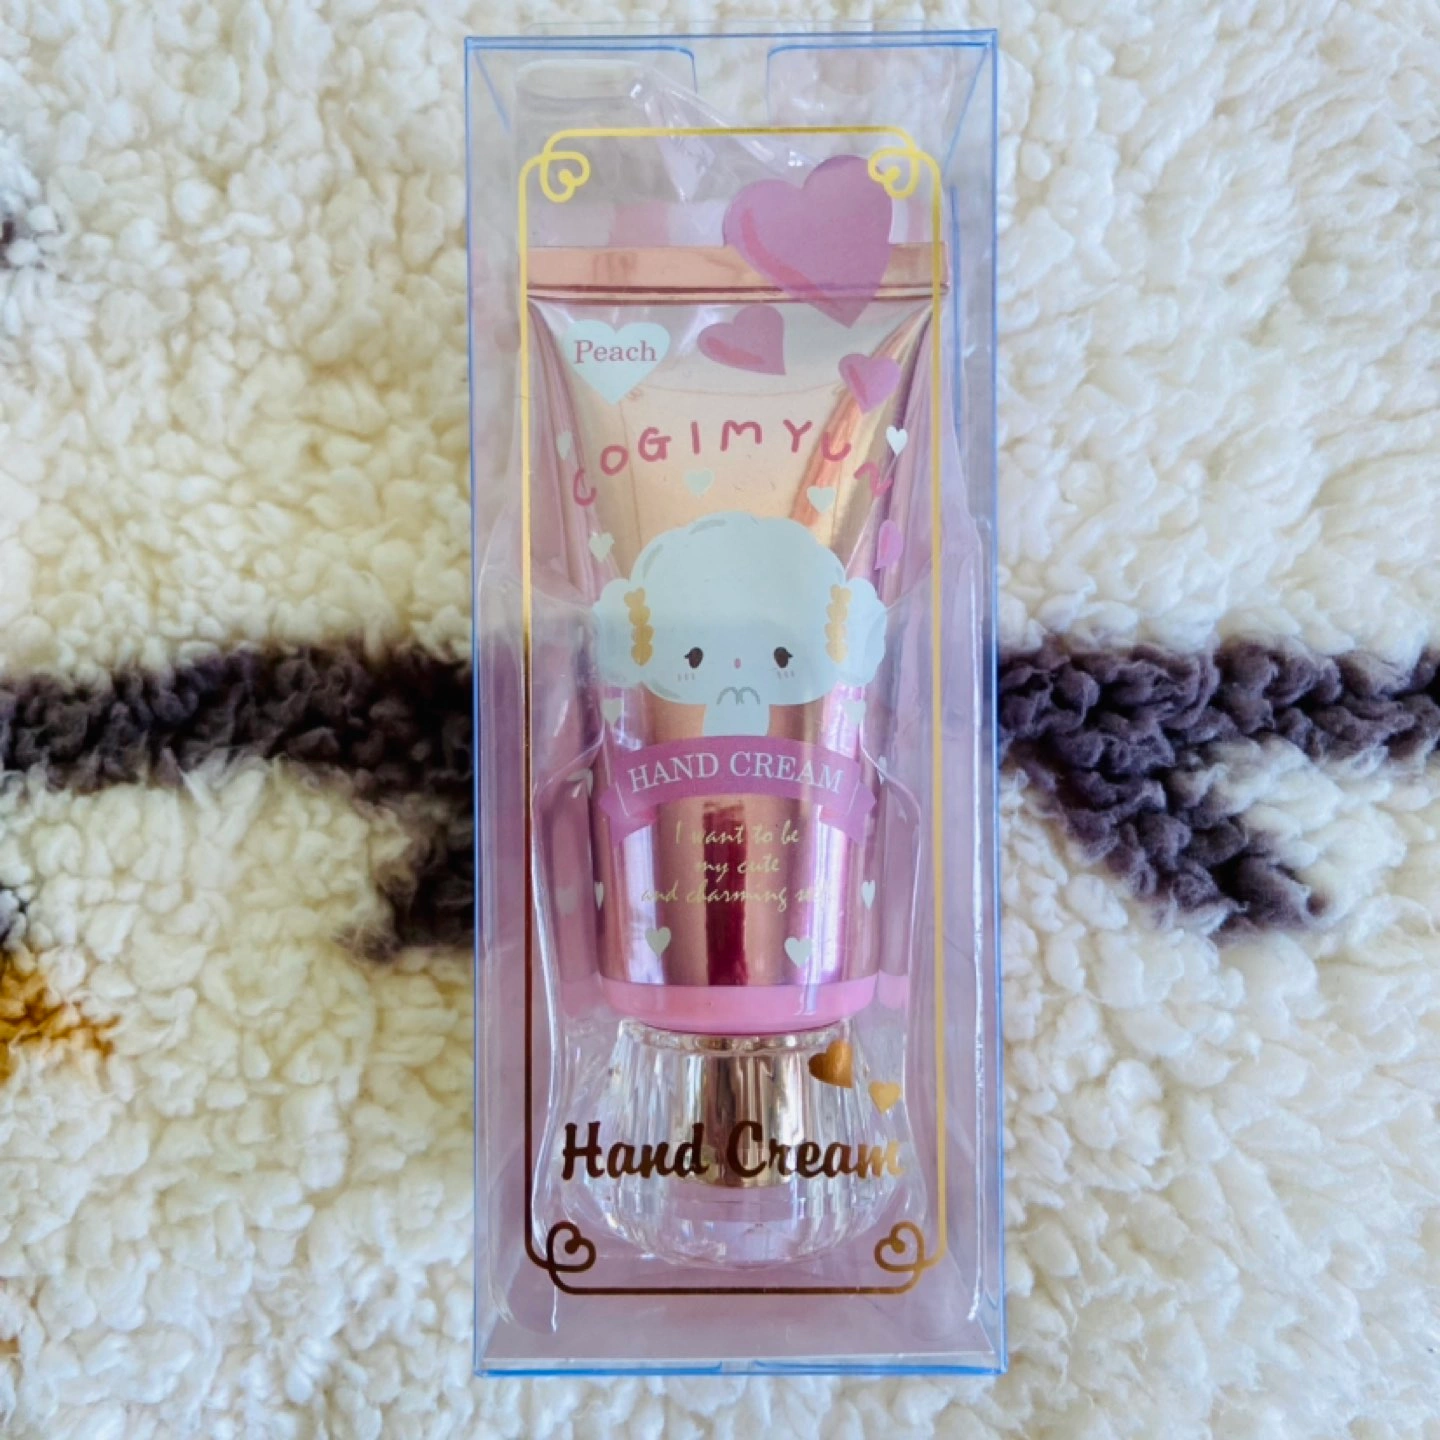 Peach
COGIMYUN
HAND CREAM
I want to be
my cute
and charming
Hand Cream